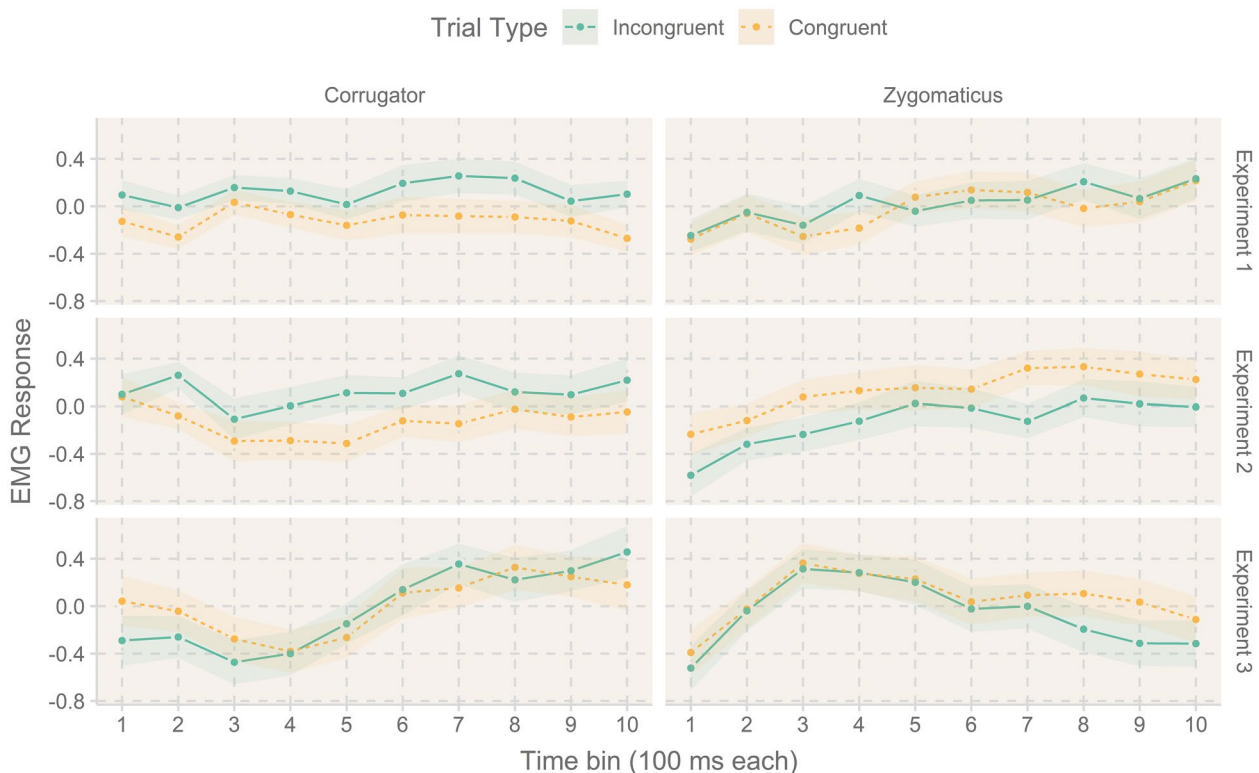 Trial Type Incongruent Congruent
Corrugator Zygomaticus
0.4
0.0
-0.4
-0.8
Experiment 1
0.4
0.0
-0.4
-0.8
Experiment 2
0.4
0.0
-0.4
-0.8
Experiment 3
EMG Response
1 2 3 4 5 6 7 8 9 10 1 2 3 4 5 6 7 8 9 10
Time bin (100 ms each)